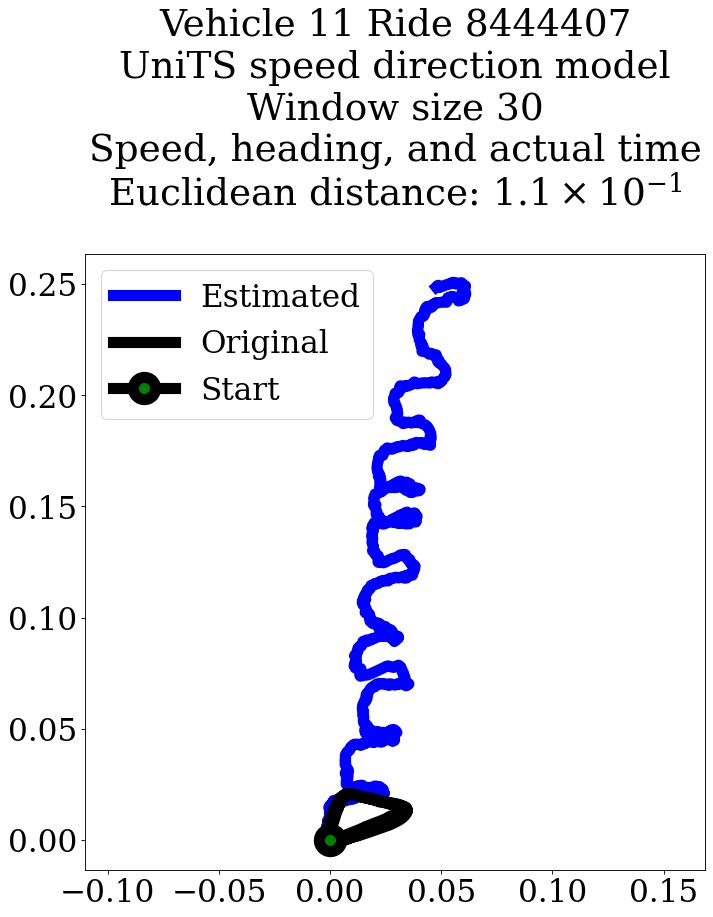 Vehicle 11 Ride 8444407
UniTS speed direction model
Window size 30
Speed, heading, and actual time
Euclidean distance: 1.1 × 10⁻¹
Estimated
Original
Start
0.25
0.20
0.15
0.10
0.05
0.00
−0.10 −0.05 0.00 0.05 0.10 0.15